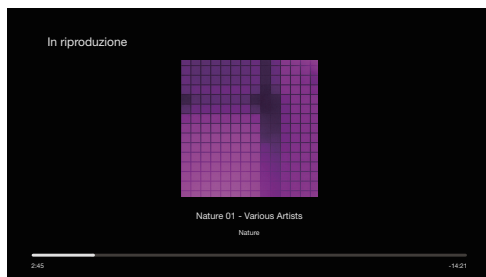 In riproduzione
Nature 01 - Various Artists
Nature
2:45
-14:21